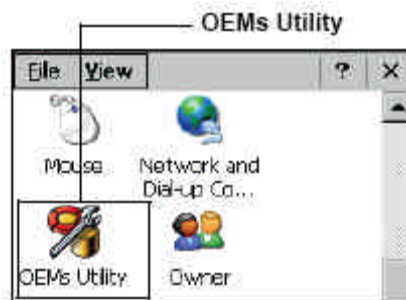 OEMs Utility
File View ? ×
Mouse Network and
Dial-up Co...
OEMs Utility Owner